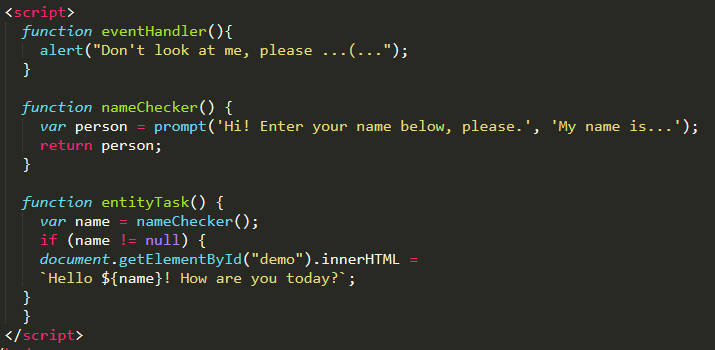 <script>
function eventHandler(){
alert("Don't look at me, please ...(...");
}
function nameChecker() {
var person = prompt('Hi! Enter your name below, please.', 'My name is...');
return person;
}
function entityTask() {
var name = nameChecker();
if (name != null) {
document.getElementById("demo").innerHTML =
`Hello ${name}! How are you today?`;
}
}
</script>